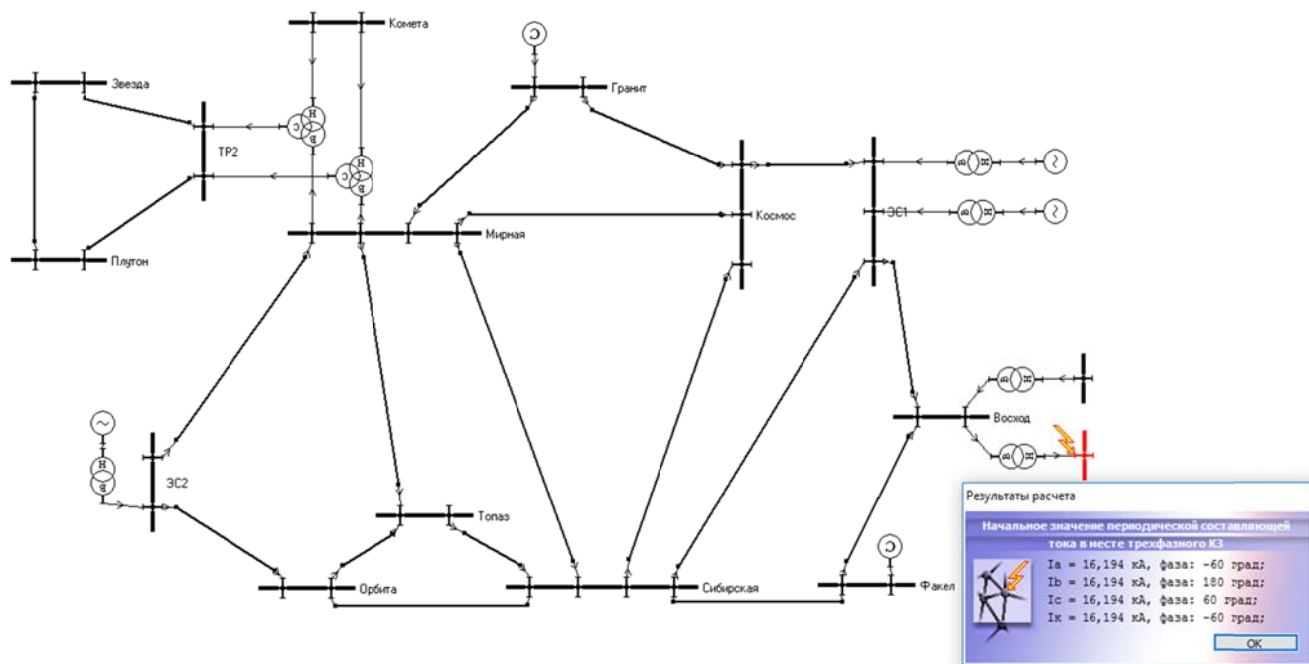 Комета
С
Звезда
Гранит
Н
С
В
ТР2
Н
С
В
В Н
~
Космос
ЭС1
В Н
~
Мирная
Плутон
В Н
Восход
~
Н
В
ЭС2
В Н
Топаз
С
Орбита
Сибирская
Факел
Результаты расчета
Начальное значение периодической составляющей
тока в месте трехфазного КЗ
Ia = 16,194 кА, фаза: -60 град;
Ib = 16,194 кА, фаза: 180 град;
Ic = 16,194 кА, фаза: 60 град;
Iк = 16,194 кА, фаза: -60 град;
OK